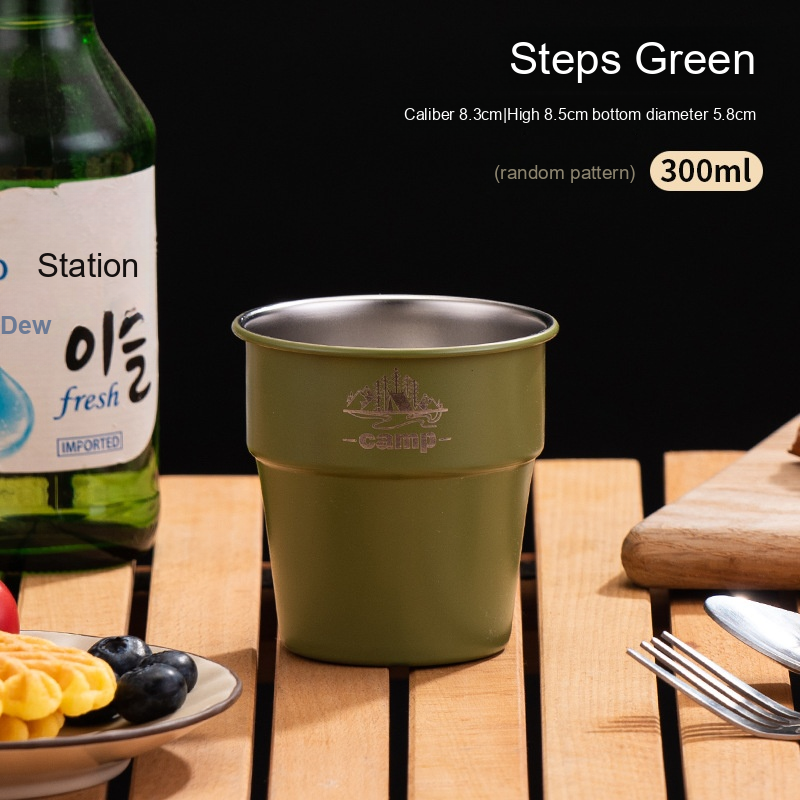 Steps Green
Caliber 8.3cm|High 8.5cm bottom diameter 5.8cm
(random pattern) 300ml
Station
Dew
이슬
fresh
IMPORTED
camp